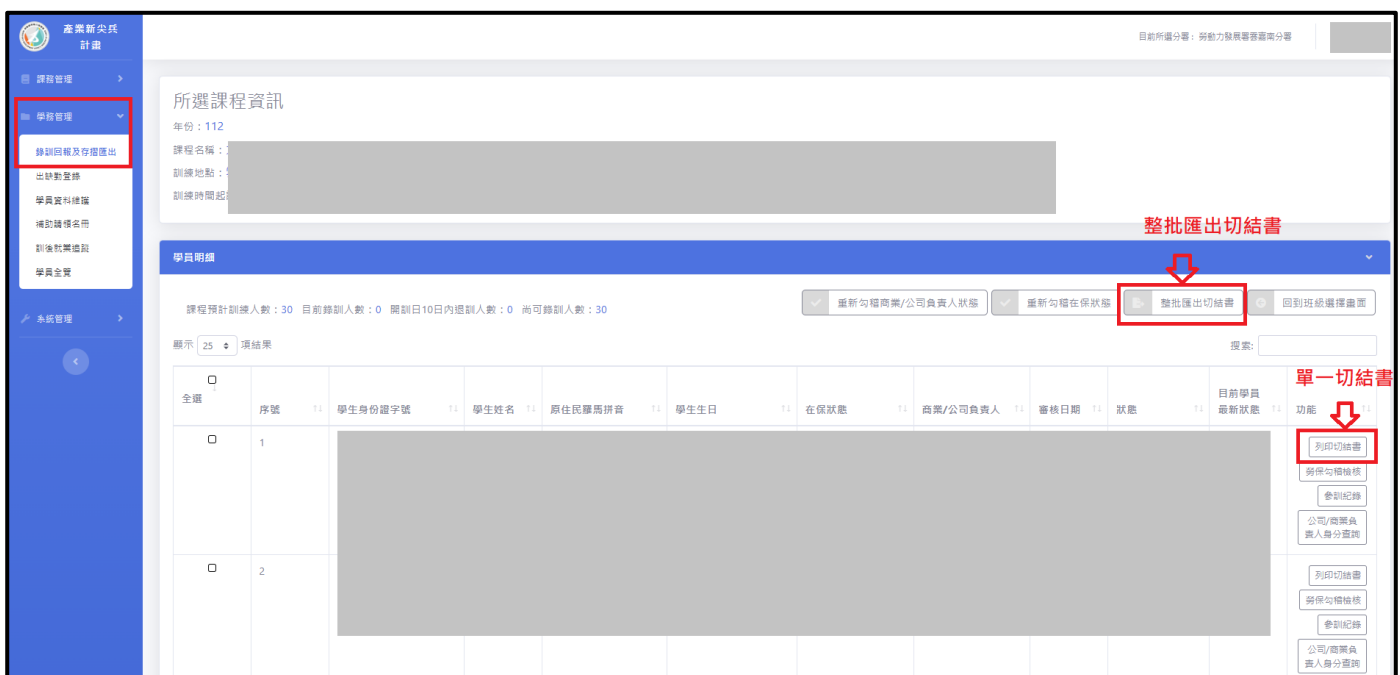 產業新尖兵
計畫
目前所屬分署：勞動力發展署雲嘉南分署
課務管理
學務管理
錄訓回報及存摺匯出
出缺勤登錄
學員資料維護
補助請領名冊
訓後就業追蹤
學員全覽
系統管理
所選課程資訊
年份：112
課程名稱：
訓練地點：
訓練時間起
整批匯出切結書
學員明細
課程預計訓練人數：30 目前錄訓人數：0 開訓日10日內退訓人數：0 尚可錄訓人數：30
重新勾稽商業/公司負責人狀態
重新勾稽在保狀態
整批匯出切結書
回到班級選擇畫面
顯示 25 項結果
搜索:
單一切結書
全選 序號 學生身份證字號 學生姓名 原住民羅馬拼音 學生生日 在保狀態 商業/公司負責人 審核日期 狀態 目前學員
最新狀態 功能
1
列印切結書
勞保勾稽檢核
參訓紀錄
公司/商業負
責人身分查詢
2
列印切結書
勞保勾稽檢核
參訓紀錄
公司/商業負
責人身分查詢